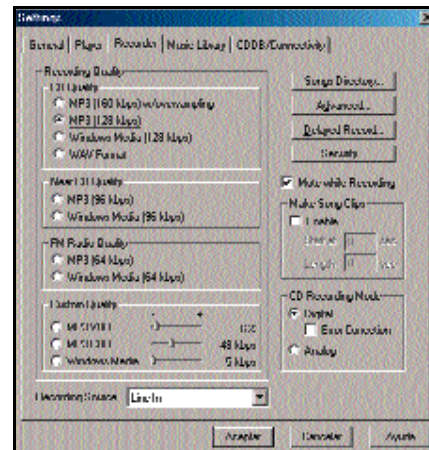 Settings
General Player Recorder Music Library CDDB/Connectivity
Recording Quality
CD Quality
MP3 (160 kbps) w/oversampling
MP3 (128 kbps)
Windows Media (128 kbps)
WAV Format
Near CD Quality
MP3 (96 kbps)
Windows Media (96 kbps)
FM Radio Quality
MP3 (64 kbps)
Windows Media (64 kbps)
Custom Quality
- +
MP3 VBR
MP3 CBR 48 kbps
Windows Media 5 kbps
Recording Source Line In
Songs Directory...
Advanced...
Delayed Record...
Security
Mute while Recording
Make Song Clips
Enable
Start at 0 sec
Length 0 sec
CD Recording Mode
Digital
Error Correction
Analog
Aceptar Cancelar Ayuda